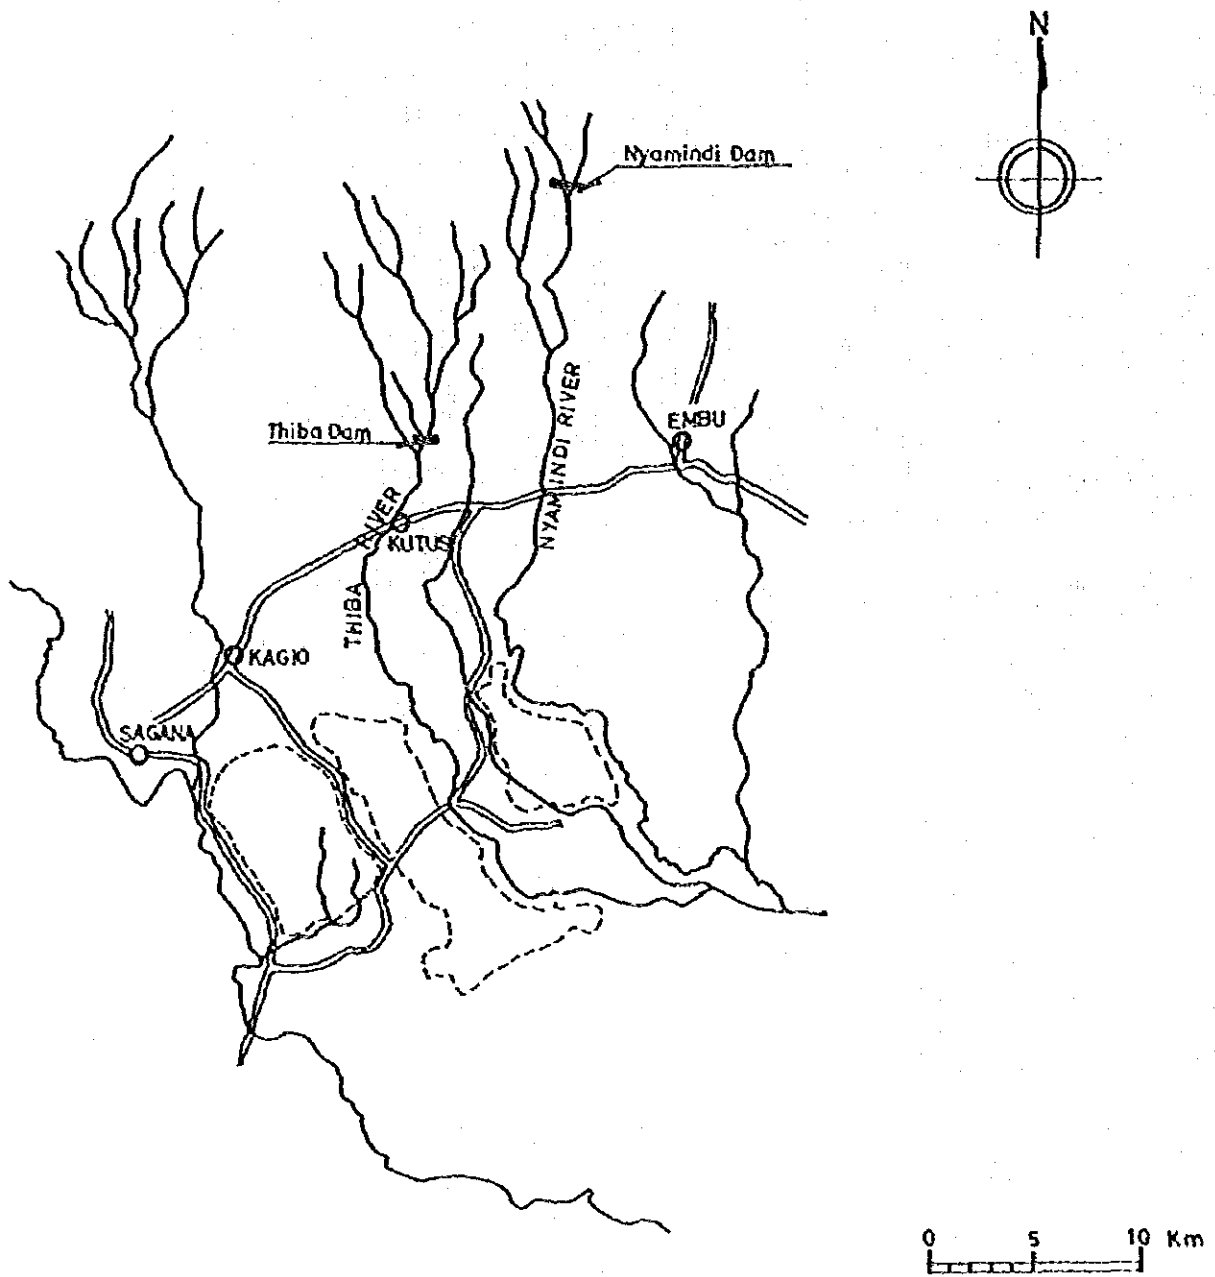 N
Nyamindi Dam
EMBU
Thiba Dam
NYAMINDI RIVER
THIBA RIVER
KUTUS
KAGIO
SAGANA
0 5 10 Km